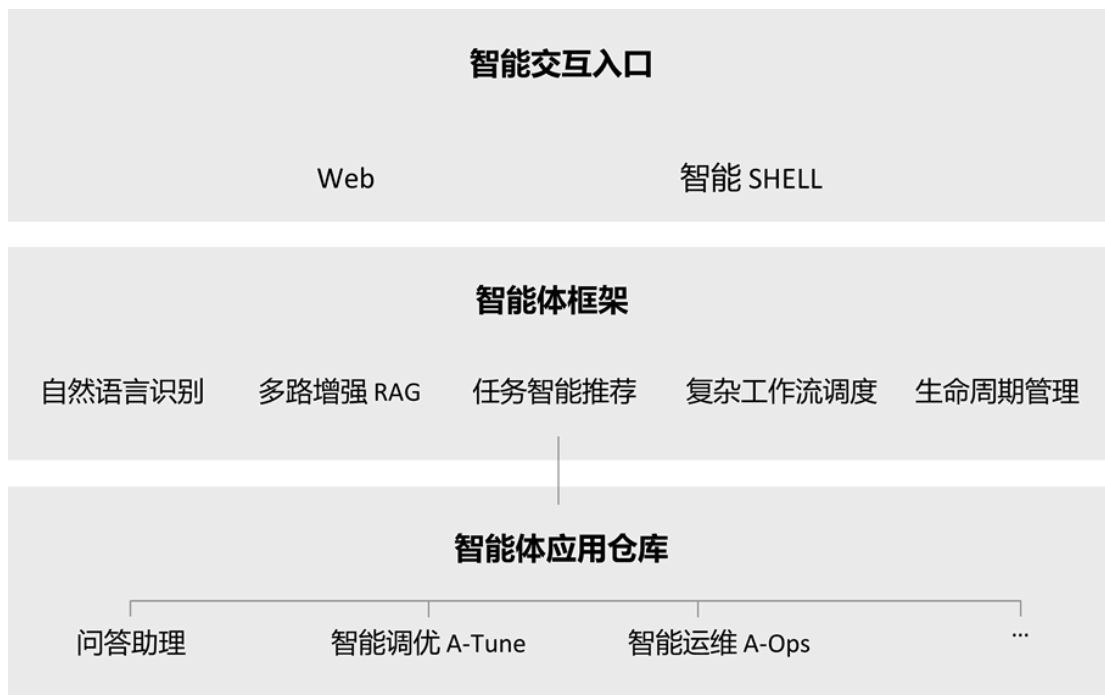 智能交互入口
Web 智能 SHELL
智能体框架
自然语言识别 多路增强 RAG 任务智能推荐 复杂工作流调度 生命周期管理
智能体应用仓库
问答助理 智能调优 A-Tune 智能运维 A-Ops ...